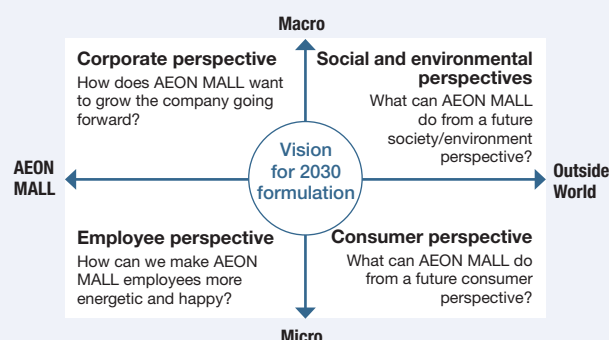 Macro
Corporate perspective
How does AEON MALL want
to grow the company going
forward?
Social and environmental
perspectives
What can AEON MALL
do from a future
society/environment
perspective?
AEON
MALL
Vision
for 2030
formulation
Outside
World
Employee perspective
How can we make AEON
MALL employees more
energetic and happy?
Consumer perspective
What can AEON MALL do
from a future consumer
perspective?
Micro